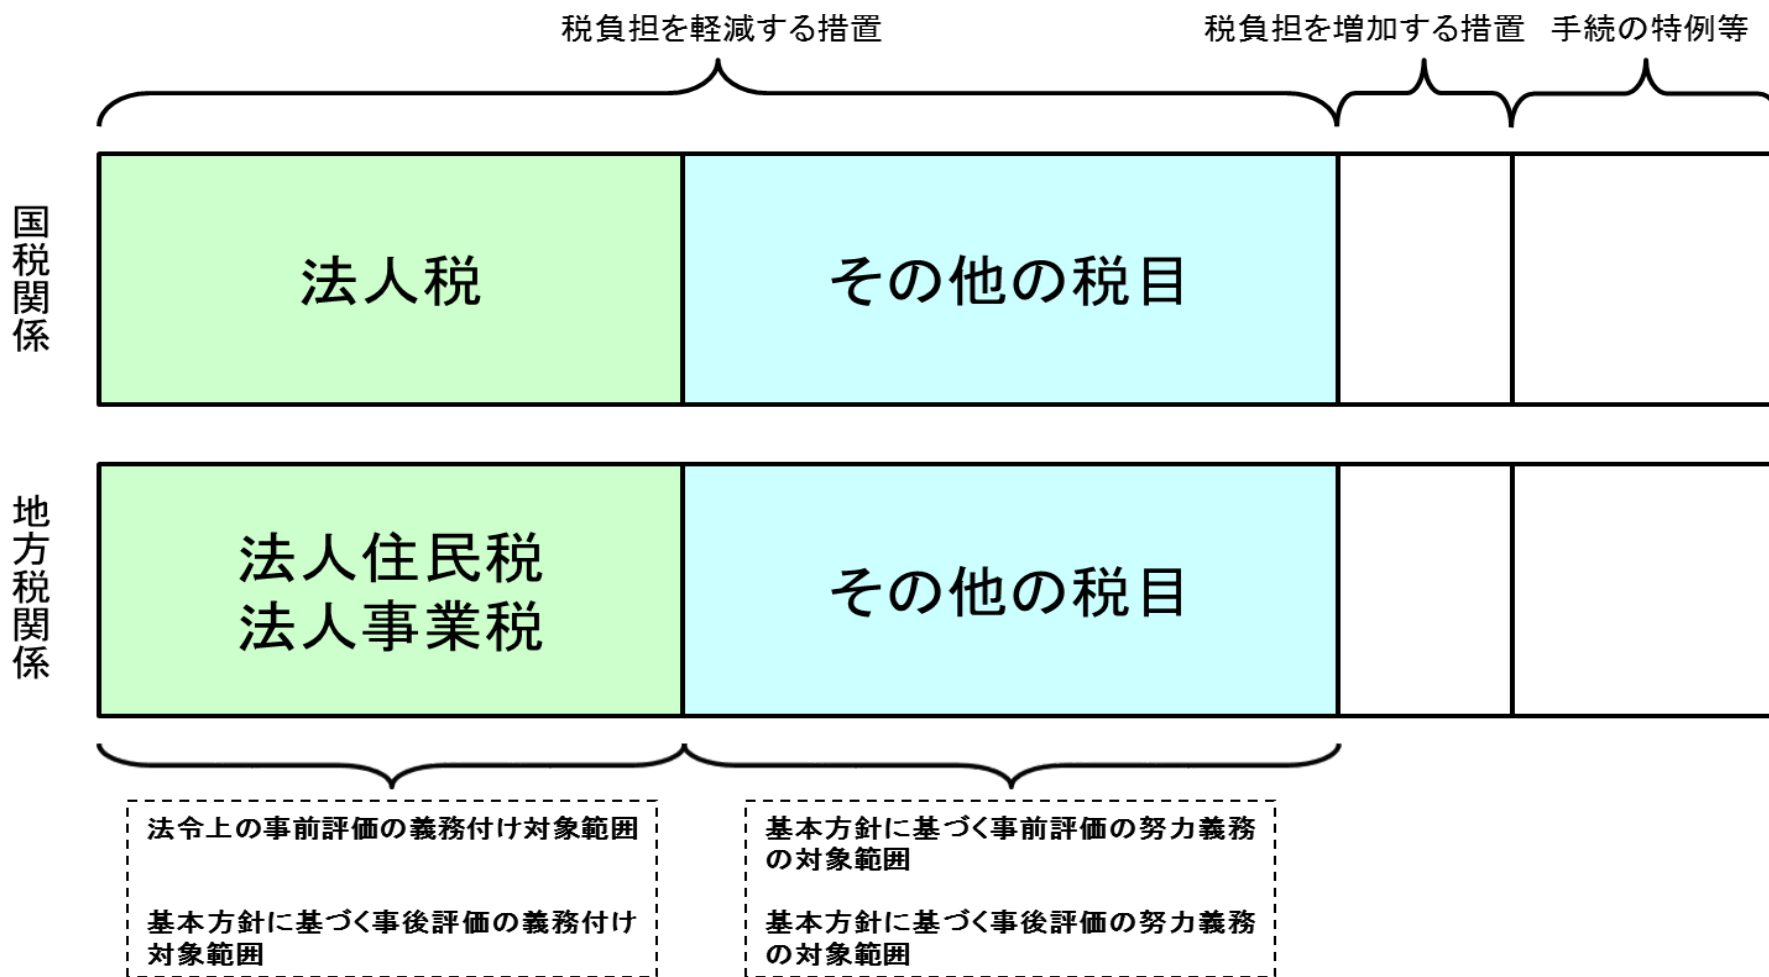 税負担を軽減する措置
税負担を増加する措置
手続の特例等
国税関係
法人税
その他の税目
地方税関係
法人住民税
法人事業税
その他の税目
法令上の事前評価の義務付け対象範囲
基本方針に基づく事後評価の義務付け
対象範囲
基本方針に基づく事前評価の努力義務
の対象範囲
基本方針に基づく事後評価の努力義務
の対象範囲